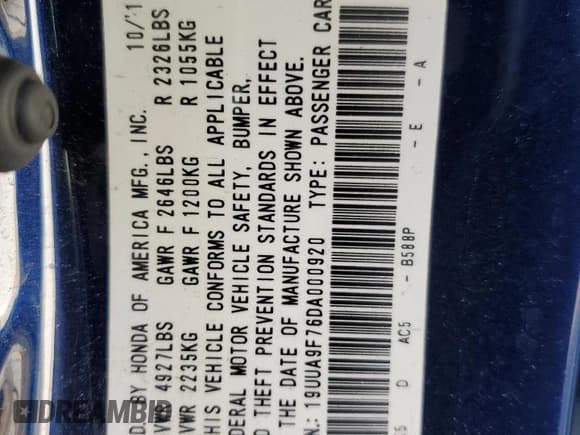 BY HONDA OF AMERICA MFG., INC. 10/'1
4927LBS GAWR F 2646LBS R 2326LBS
VWR 2235KG GAWR F 1200KG R 1055KG
HIS VEHICLE CONFORMS TO ALL APPLICABLE
DERAL MOTOR VEHICLE SAFETY, BUMPER,
D THEFT PREVENTION STANDARDS IN EFFECT
THE DATE OF MANUFACTURE SHOWN ABOVE.
N.: 19UUA9F76DA000920 TYPE: PASSENGER CAR
D AC5 - E - A
- B588P
DREAMBID